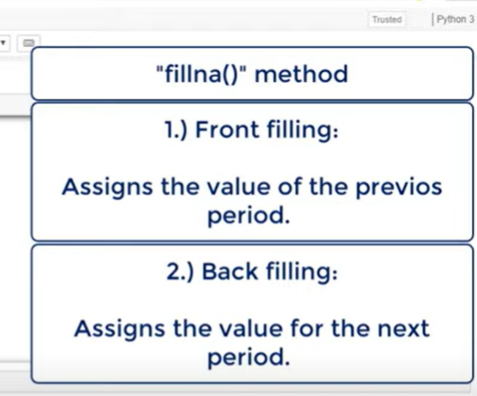 Trusted
Python 3
"fillna()" method
1.) Front filling:
Assigns the value of the previos
period.
2.) Back filling:
Assigns the value for the next
period.